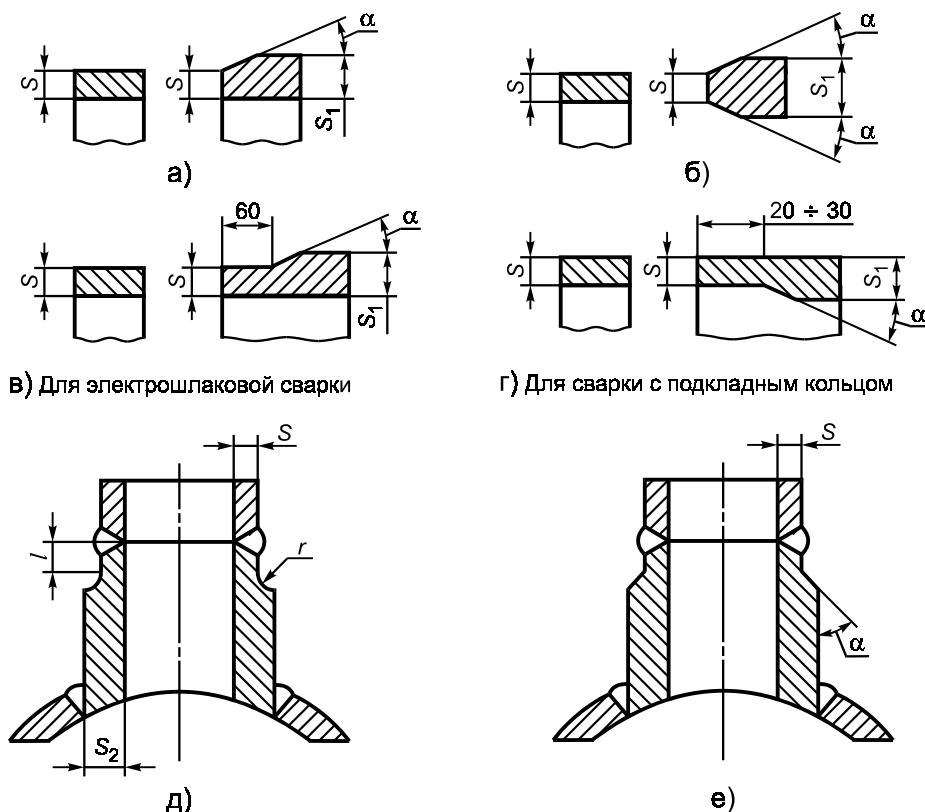 α α
S S S₁ S S S₁
α
а) б)
60 α 20 ÷ 30
S S S₁ S S S₁
α
в) Для электрошлаковой сварки г) Для сварки с подкладным кольцом
S S
l r
α
S₂
д) е)